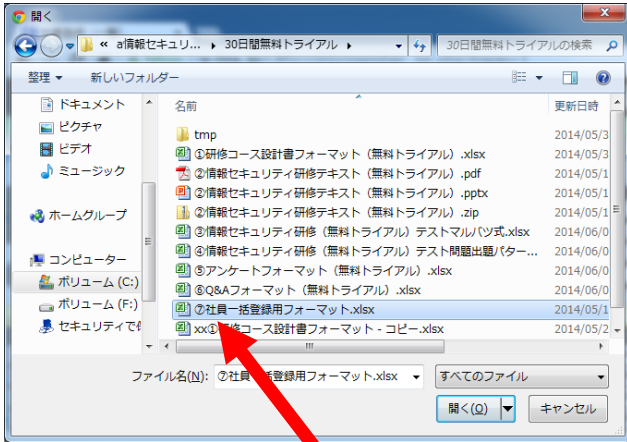 開く
« a情報セキュリ... ▸ 30日間無料トライアル ▸
30日間無料トライアルの検索
整理 ▼ 新しいフォルダー
ドキュメント
ピクチャ
ビデオ
ミュージック
ホームグループ
コンピューター
ボリューム (C:)
ボリューム (F:)
セキュリティで
名前 更新日時
tmp 2014/05/3
①研修コース設計書フォーマット（無料トライアル）.xlsx 2014/05/3
②情報セキュリティ研修テキスト（無料トライアル）.pdf 2014/05/1
②情報セキュリティ研修テキスト（無料トライアル）.pptx 2014/05/1
②情報セキュリティ研修テキスト（無料トライアル）.zip 2014/05/1
③情報セキュリティ研修（無料トライアル）テストマルバツ式.xlsx 2014/06/0
④情報セキュリティ研修（無料トライアル）テスト問題出題パター... 2014/06/0
⑤アンケートフォーマット（無料トライアル）.xlsx 2014/06/0
⑥Q&Aフォーマット（無料トライアル）.xlsx 2014/06/0
⑦社員一括登録用フォーマット.xlsx 2014/05/1
xx①研修コース設計書フォーマット - コピー.xlsx 2014/05/2
ファイル名(N): ⑦社員一括登録用フォーマット.xlsx すべてのファイル
開く(O) キャンセル